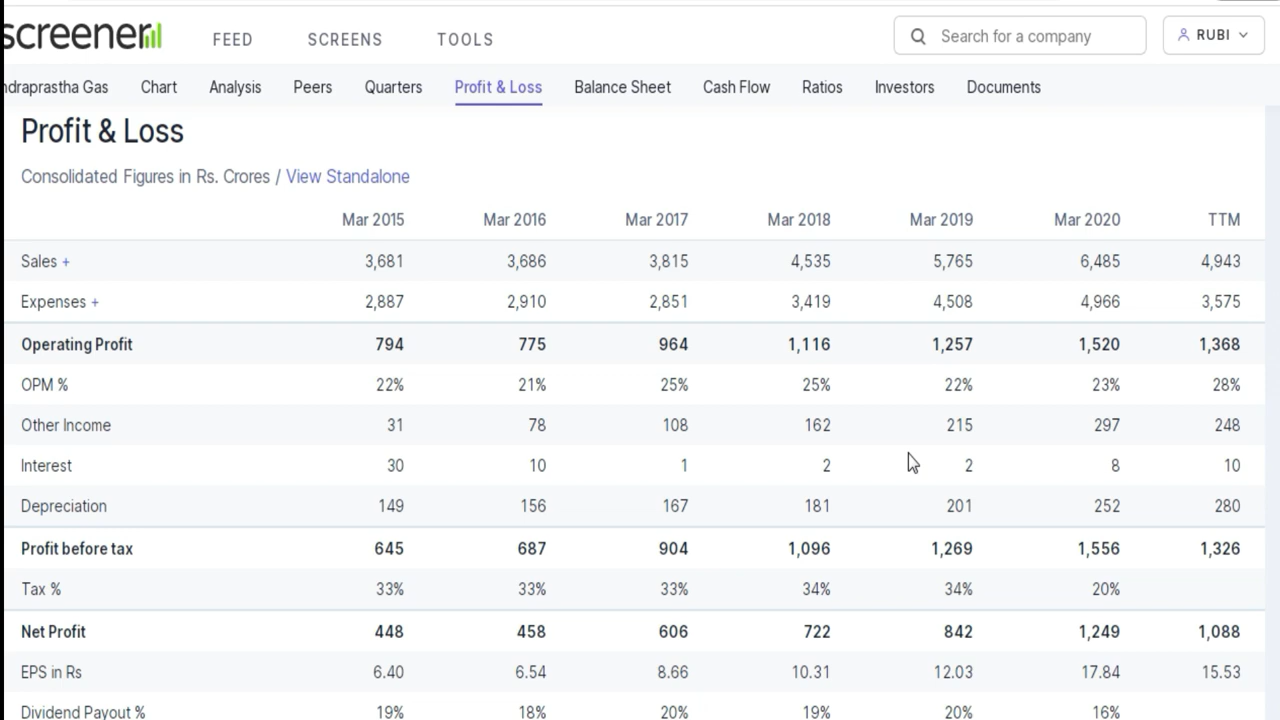 screener
FEED SCREENS TOOLS Search for a company RUBI
ndraprastha Gas Chart Analysis Peers Quarters Profit & Loss Balance Sheet Cash Flow Ratios Investors Documents
Profit & Loss
Consolidated Figures in Rs. Crores / View Standalone
Mar 2015 Mar 2016 Mar 2017 Mar 2018 Mar 2019 Mar 2020 TTM
Sales + 3,681 3,686 3,815 4,535 5,765 6,485 4,943
Expenses + 2,887 2,910 2,851 3,419 4,508 4,966 3,575
Operating Profit 794 775 964 1,116 1,257 1,520 1,368
OPM % 22% 21% 25% 25% 22% 23% 28%
Other Income 31 78 108 162 215 297 248
Interest 30 10 1 2 2 8 10
Depreciation 149 156 167 181 201 252 280
Profit before tax 645 687 904 1,096 1,269 1,556 1,326
Tax % 33% 33% 33% 34% 34% 20%
Net Profit 448 458 606 722 842 1,249 1,088
EPS in Rs 6.40 6.54 8.66 10.31 12.03 17.84 15.53
Dividend Payout % 19% 18% 20% 19% 20% 16%